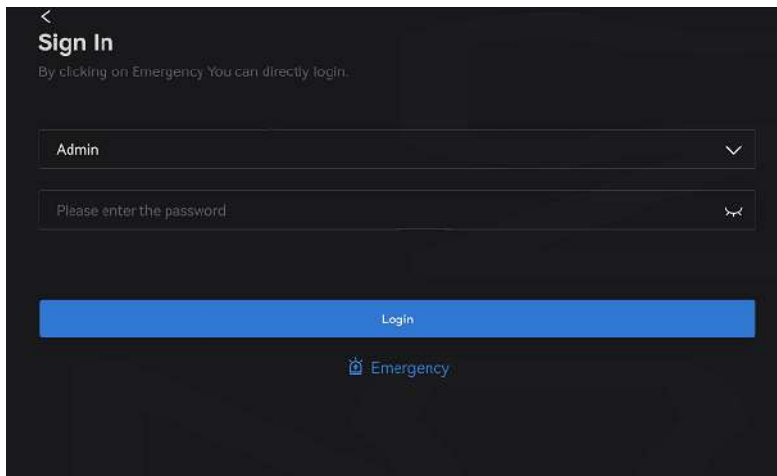 Sign In
By clicking on Emergency You can directly login.
Admin
Please enter the password
Login
Emergency